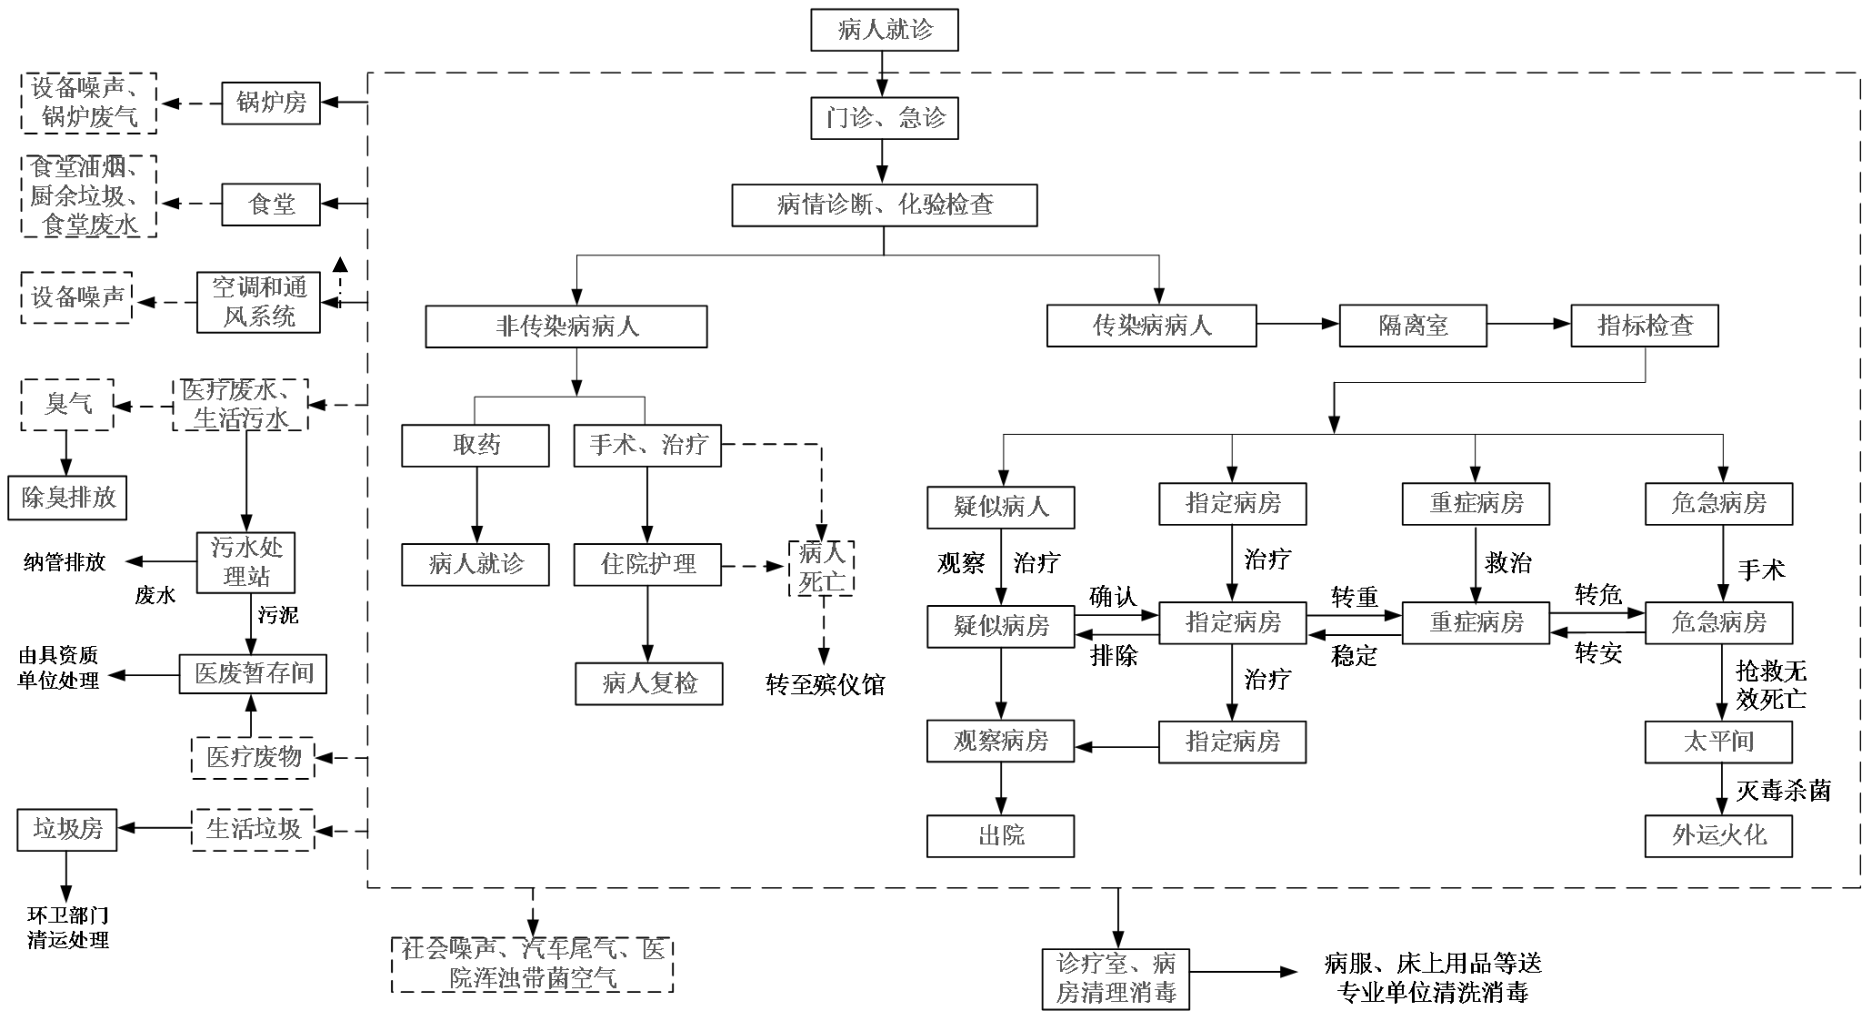 病人就诊
设备噪声、
锅炉废气
锅炉房
门诊、急诊
食堂油烟、
厨余垃圾、
食堂废水
食堂
病情诊断、化验检查
设备噪声
空调和通
风系统
非传染病病人
传染病病人
隔离室
指标检查
臭气
医疗废水、
生活污水
取药
手术、治疗
除臭排放
疑似病人
指定病房
重症病房
危急病房
纳管排放
污水处
理站
废水
污泥
病人就诊
住院护理
病人
死亡
观察
治疗
治疗
救治
手术
疑似病房
确认
排除
指定病房
转重
稳定
重症病房
转危
转安
危急病房
由具资质
单位处理
医废暂存间
病人复检
转至殡仪馆
治疗
抢救无
效死亡
医疗废物
观察病房
指定病房
太平间
灭毒杀菌
垃圾房
生活垃圾
出院
外运火化
环卫部门
清运处理
社会噪声、汽车尾气、医
院浑浊带菌空气
诊疗室、病
房清理消毒
病服、床上用品等送
专业单位清洗消毒